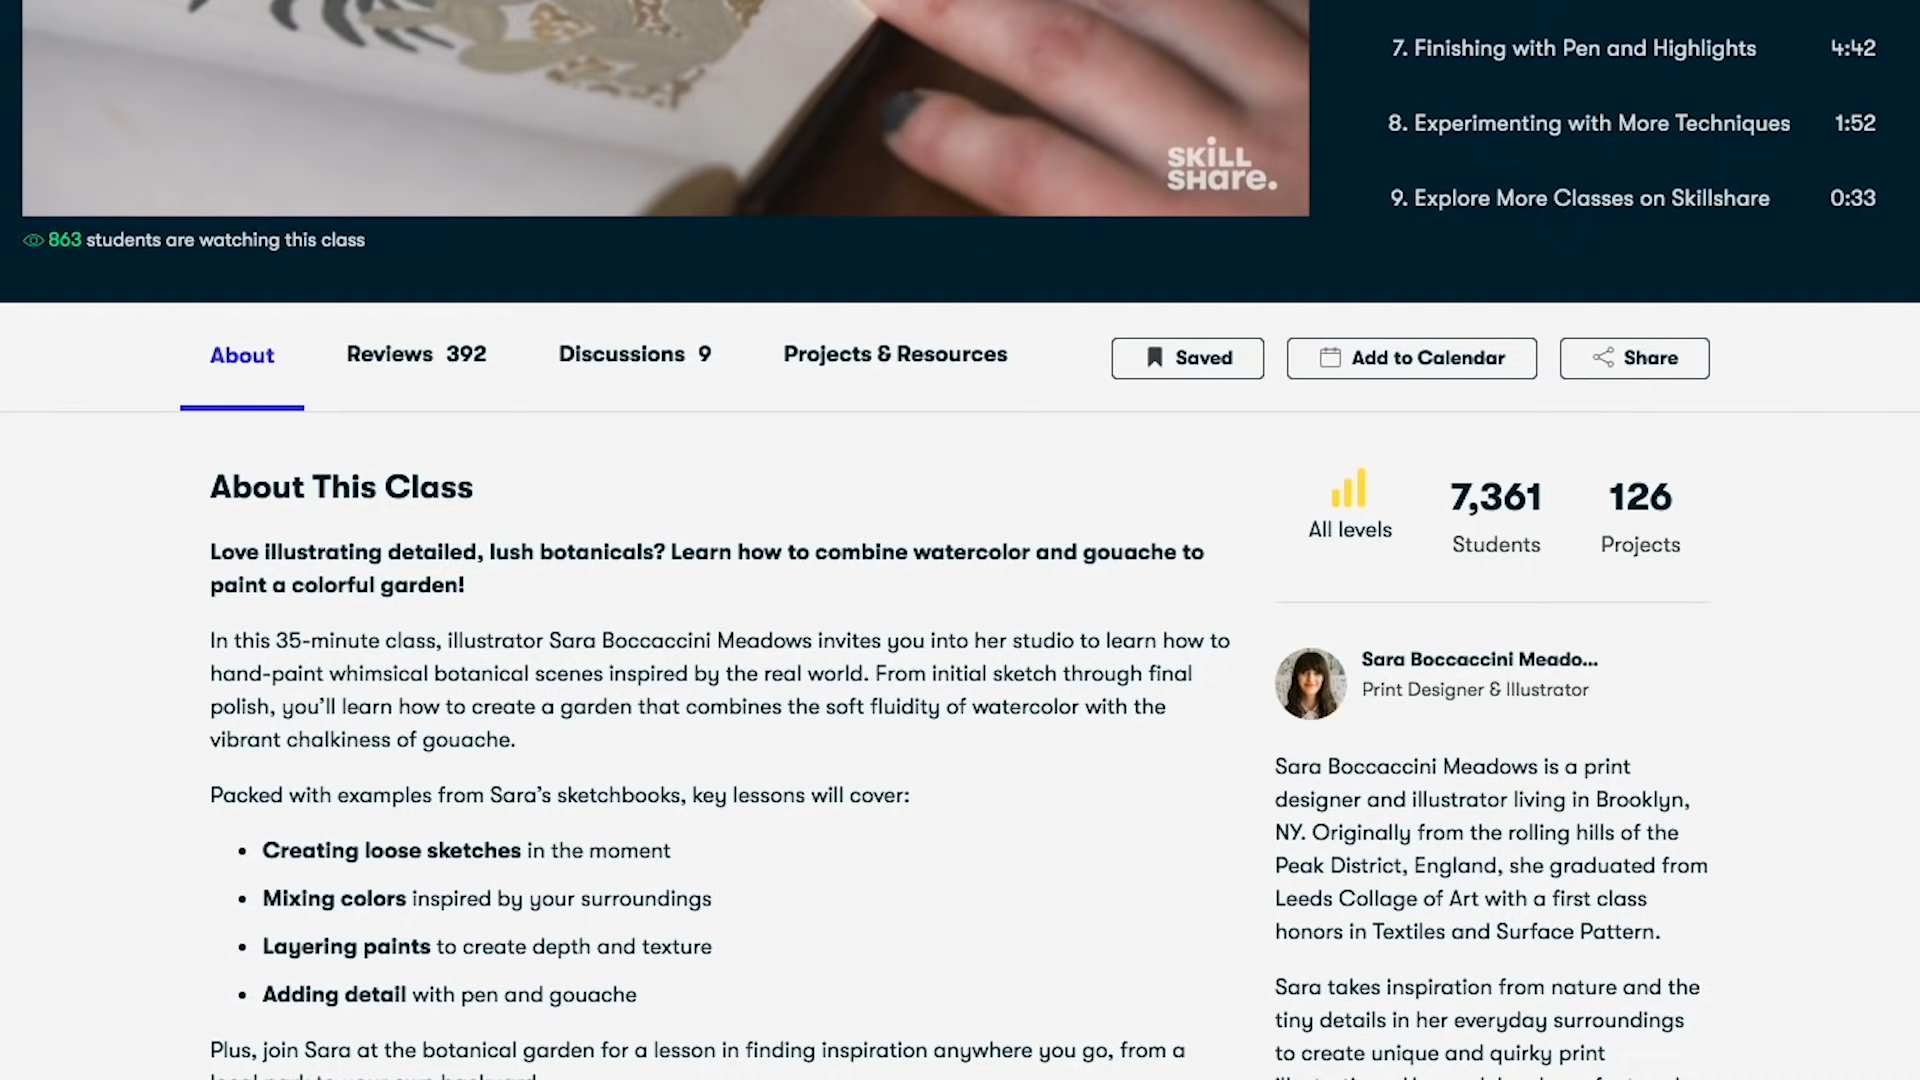 7. Finishing with Pen and Highlights 4:42
8. Experimenting with More Techniques 1:52
9. Explore More Classes on Skillshare 0:33
SKILL
SHare.
863 students are watching this class
About Reviews 392 Discussions 9 Projects & Resources Saved Add to Calendar Share
About This Class
Love illustrating detailed, lush botanicals? Learn how to combine watercolor and gouache to
paint a colorful garden!
In this 35-minute class, illustrator Sara Boccaccini Meadows invites you into her studio to learn how to
hand-paint whimsical botanical scenes inspired by the real world. From initial sketch through final
polish, you’ll learn how to create a garden that combines the soft fluidity of watercolor with the
vibrant chalkiness of gouache.
Packed with examples from Sara’s sketchbooks, key lessons will cover:
• Creating loose sketches in the moment
• Mixing colors inspired by your surroundings
• Layering paints to create depth and texture
• Adding detail with pen and gouache
Plus, join Sara at the botanical garden for a lesson in finding inspiration anywhere you go, from a
All levels
7,361
Students
126
Projects
Sara Boccaccini Meado...
Print Designer & Illustrator
Sara Boccaccini Meadows is a print
designer and illustrator living in Brooklyn,
NY. Originally from the rolling hills of the
Peak District, England, she graduated from
Leeds Collage of Art with a first class
honors in Textiles and Surface Pattern.
Sara takes inspiration from nature and the
tiny details in her everyday surroundings
to create unique and quirky print